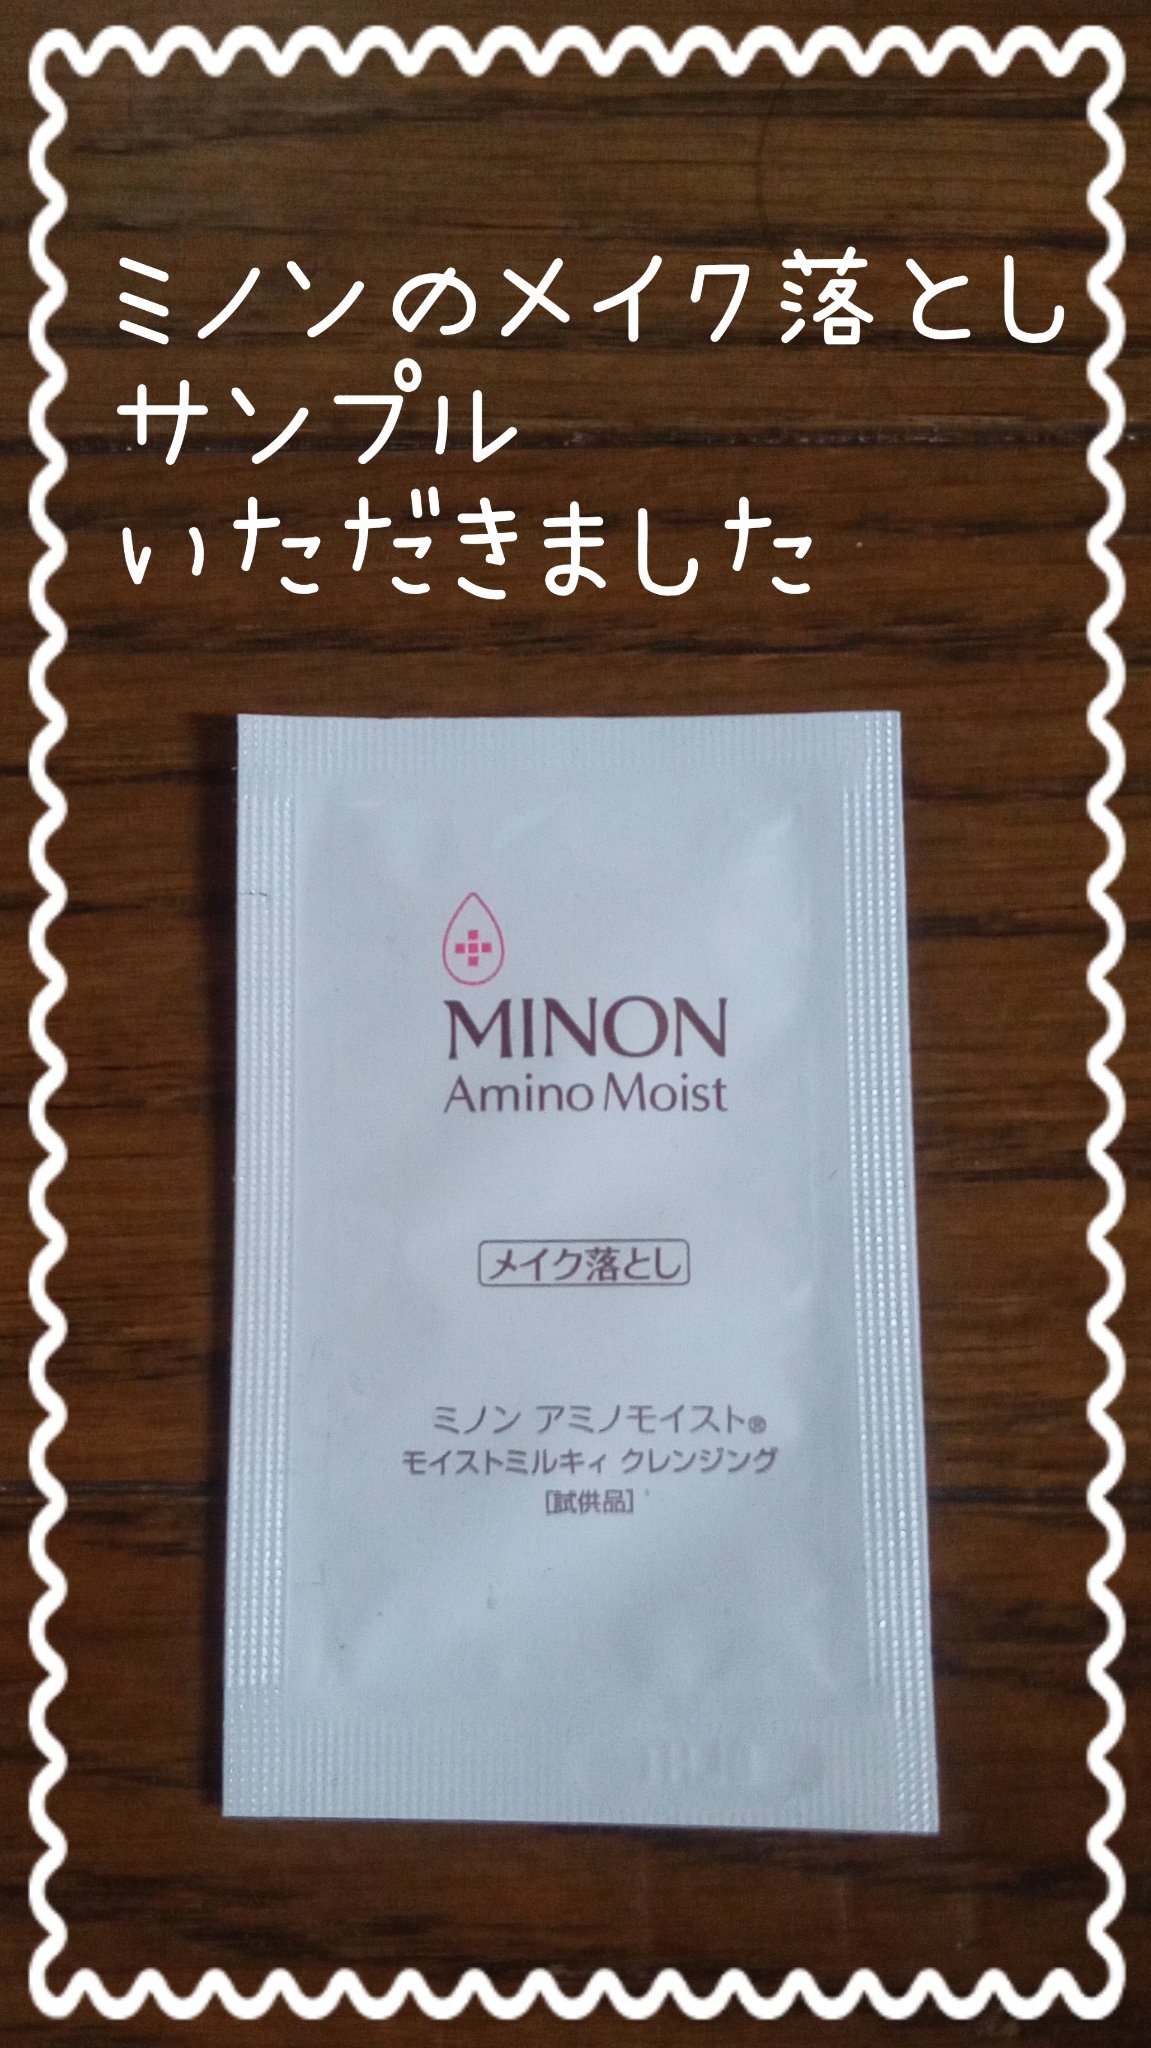 ミノンのメイク落とし
サンプル
いただきました
MINON
Amino Moist
メイク落とし
ミノン アミノモイスト®
モイストミルキィ クレンジング
[試供品]